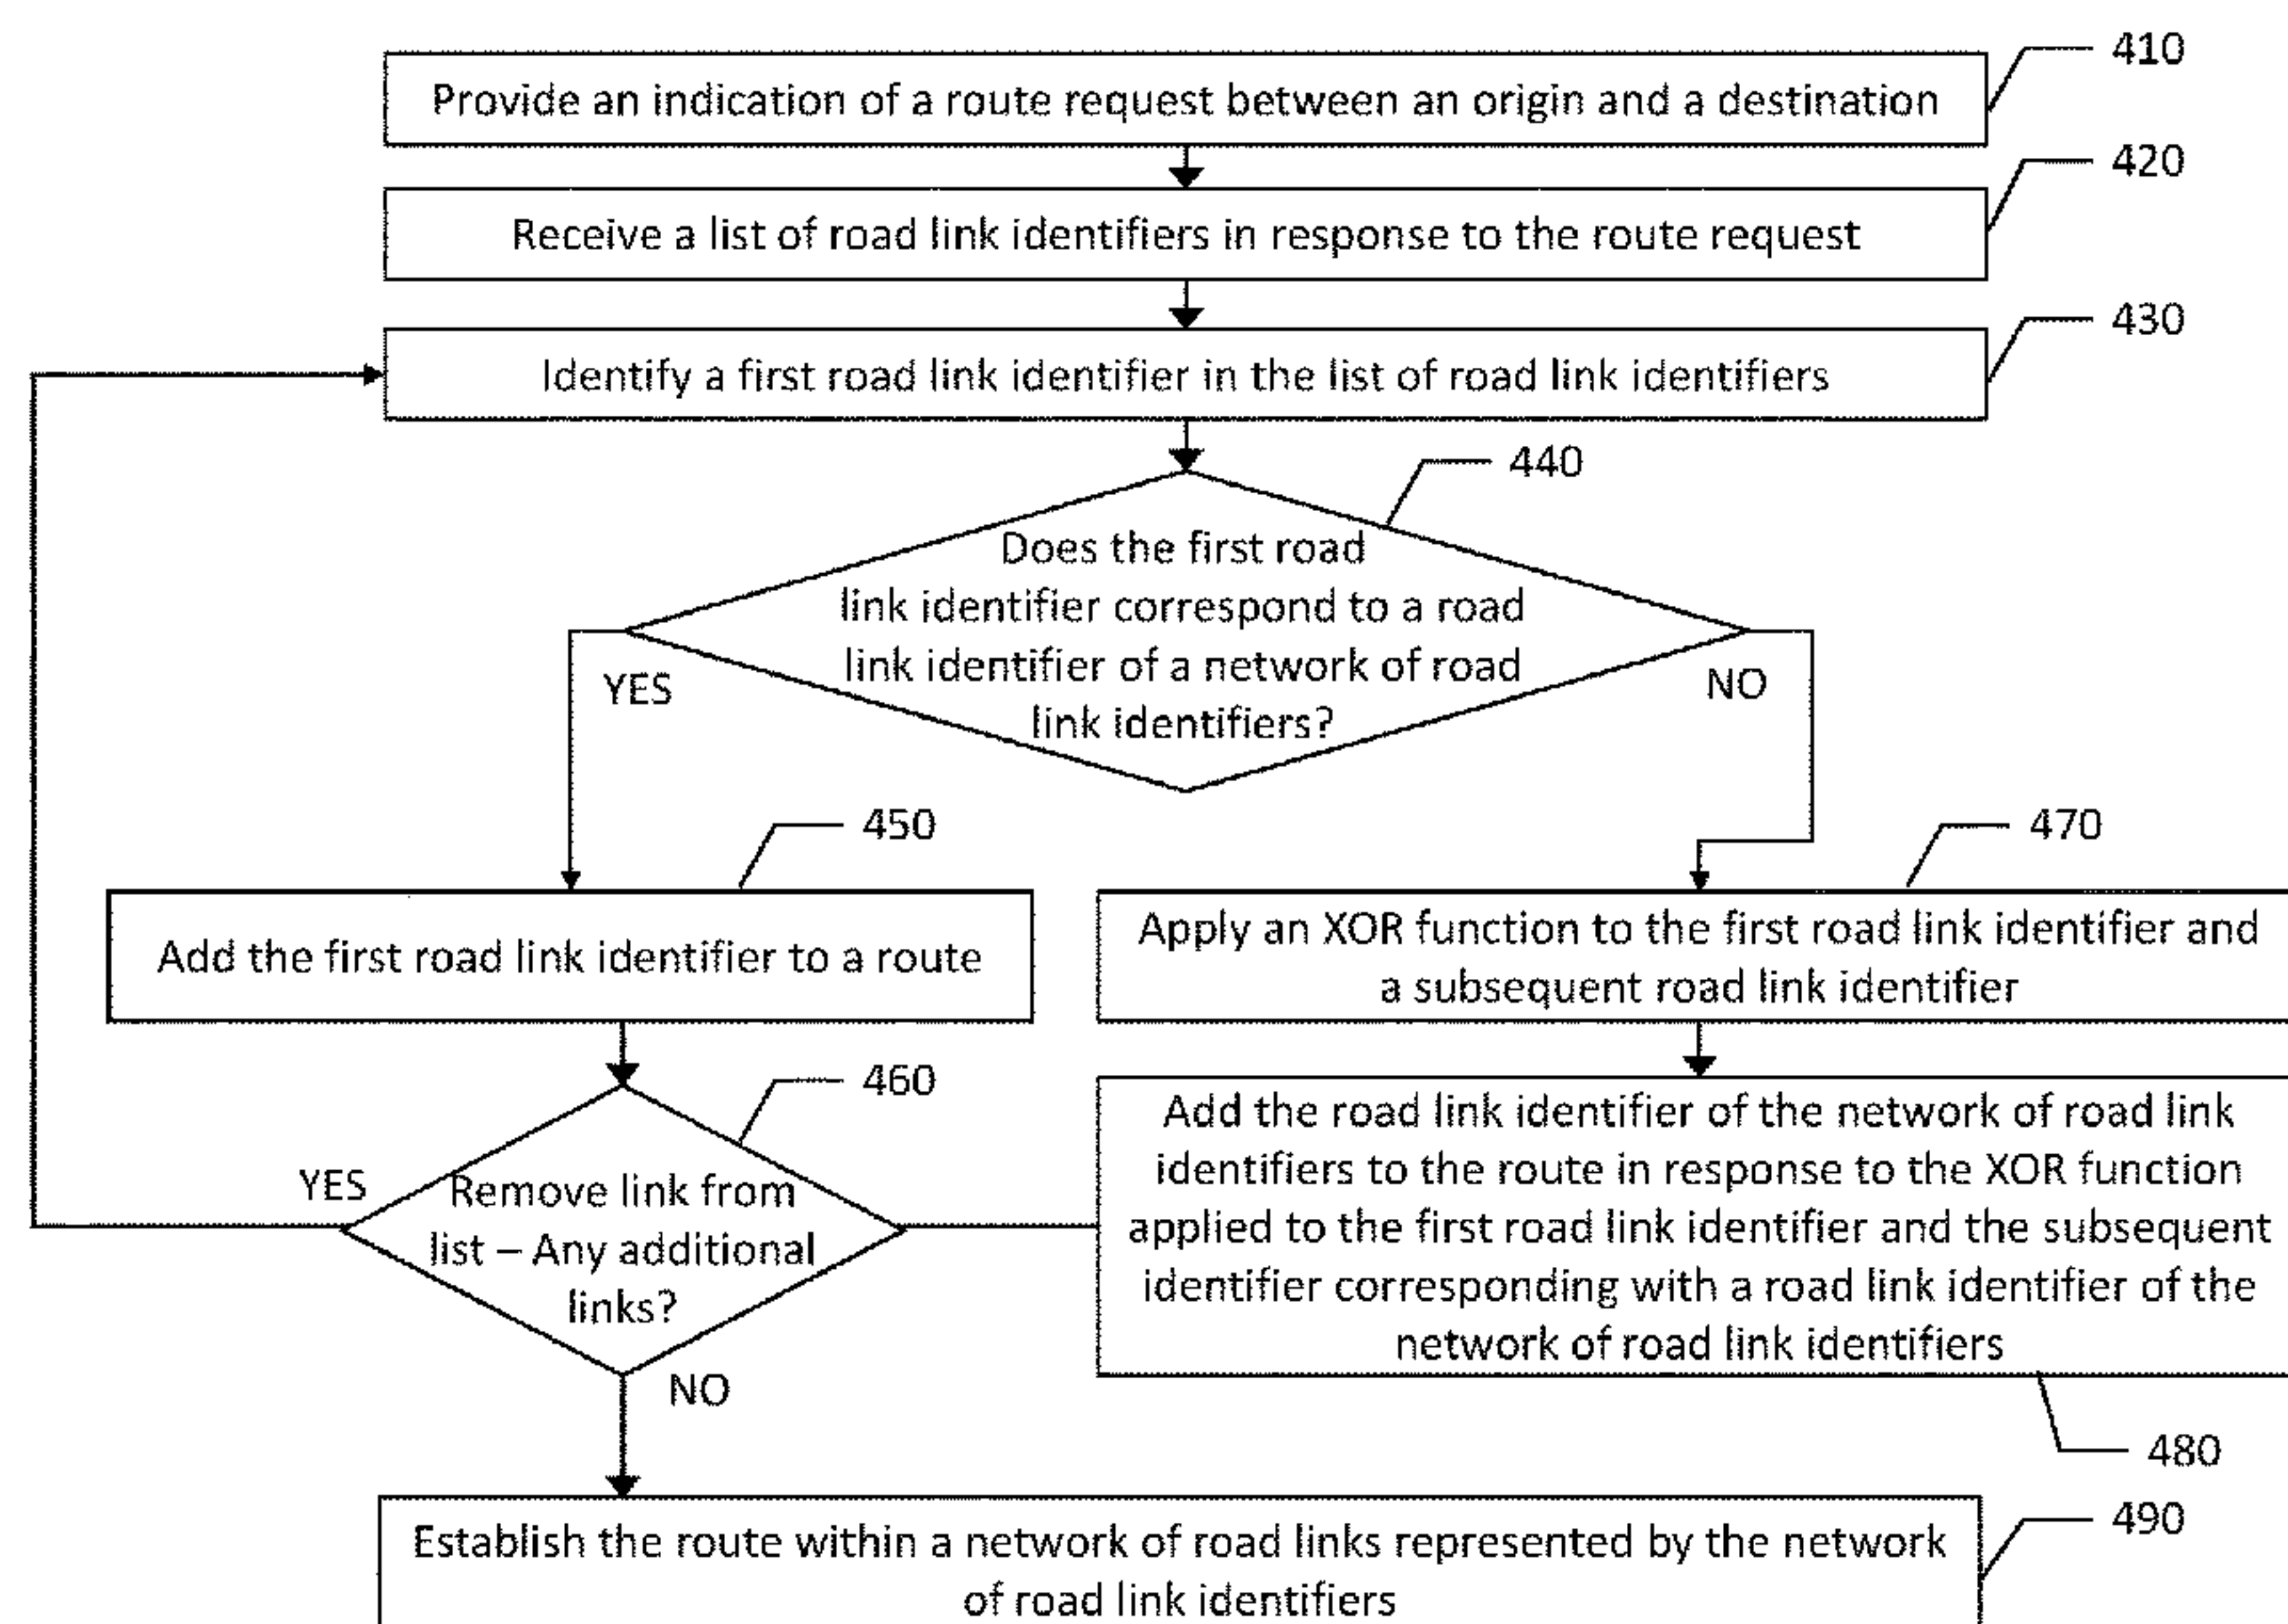 410
Provide an indication of a route request between an origin and a destination
420
Receive a list of road link identifiers in response to the route request
430
Identify a first road link identifier in the list of road link identifiers
440
Does the first road
link identifier correspond to a road
link identifier of a network of road
link identifiers?
YES
NO
450
Add the first road link identifier to a route
470
Apply an XOR function to the first road link identifier and
a subsequent road link identifier
460
YES
Remove link from
list – Any additional
links?
NO
Add the road link identifier of the network of road link
identifiers to the route in response to the XOR function
applied to the first road link identifier and the subsequent
identifier corresponding with a road link identifier of the
network of road link identifiers
480
490
Establish the route within a network of road links represented by the network
of road link identifiers